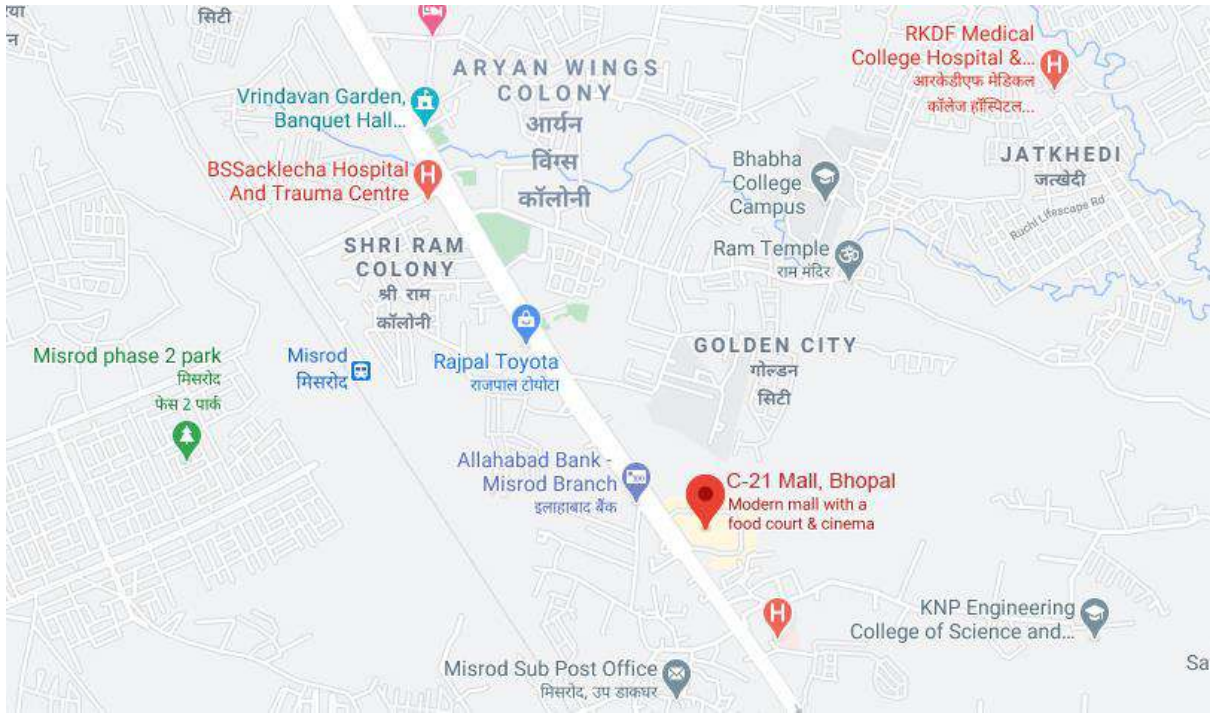 या
न
सिटी
ARYAN WINGS
COLONY
आर्यन
विंग्स
कॉलोनी
RKDF Medical
College Hospital &...
आरकेडीएफ मेडिकल
कॉलेज हॉस्पिटल...
Vrindavan Garden,
Banquet Hall...
BSSacklecha Hospital
And Trauma Centre
Bhabha
College
Campus
JATKHEDI
जत्खेदी
Ruchi Lifescape Rd
SHRI RAM
COLONY
श्री राम
कॉलोनी
Ram Temple
राम मंदिर
Misrod phase 2 park
मिसरोद
फेस 2 पार्क
Misrod
मिसरोद
Rajpal Toyota
राजपाल टोयोटा
GOLDEN CITY
गोल्डन
सिटी
Allahabad Bank -
Misrod Branch
इलाहाबाद बैंक
C-21 Mall, Bhopal
Modern mall with a
food court & cinema
KNP Engineering
College of Science and...
Misrod Sub Post Office
मिसरोद, उप डाकघर
Sa